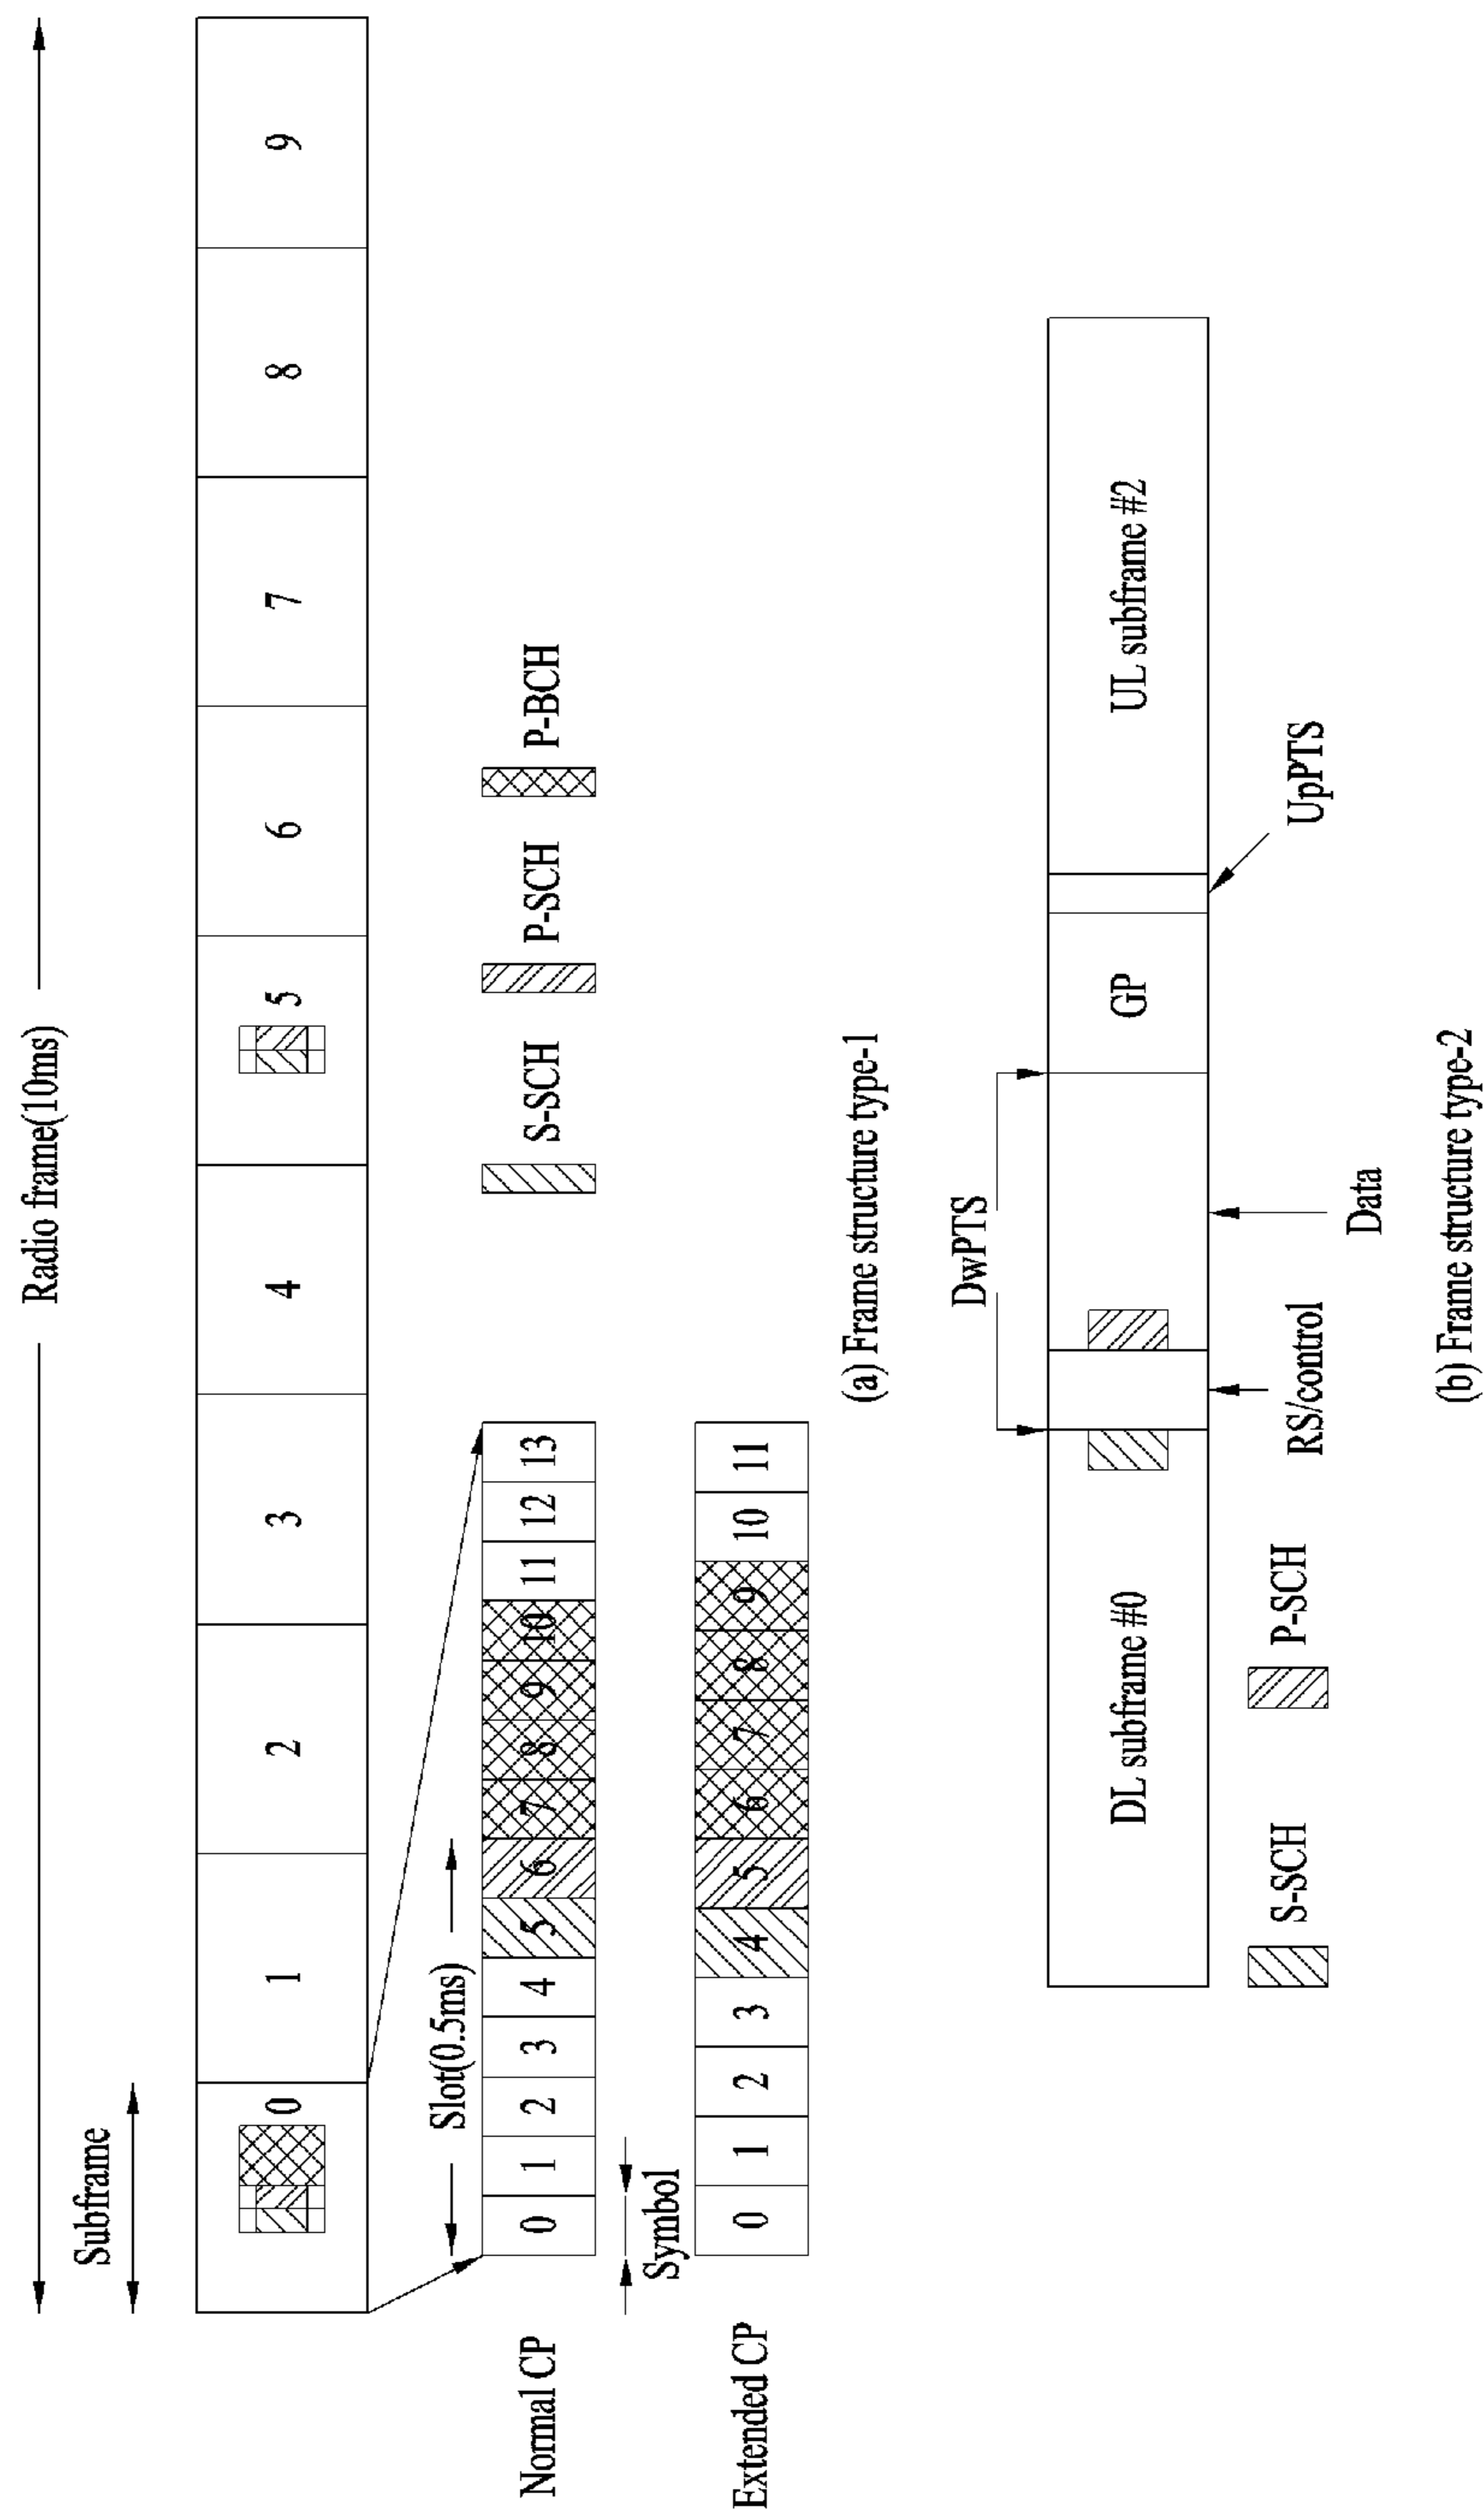 Radio frame(10ms)
Subframe
0 1 2 3 4 5 6 7 8 9
Slot(0.5ms)
Normal CP 0 1 2 3 4 5 6 7 8 9 10 11 12 13
S-SCH P-SCH P-BCH
Symbol
Extended CP 0 1 2 3 4 5 6 7 8 9 10 11
(a) Frame structure type-1
DwPTS
DL subframe #0 GP UL subframe #2
S-SCH P-SCH RS/control UpPTS
Data
(b) Frame structure type-2